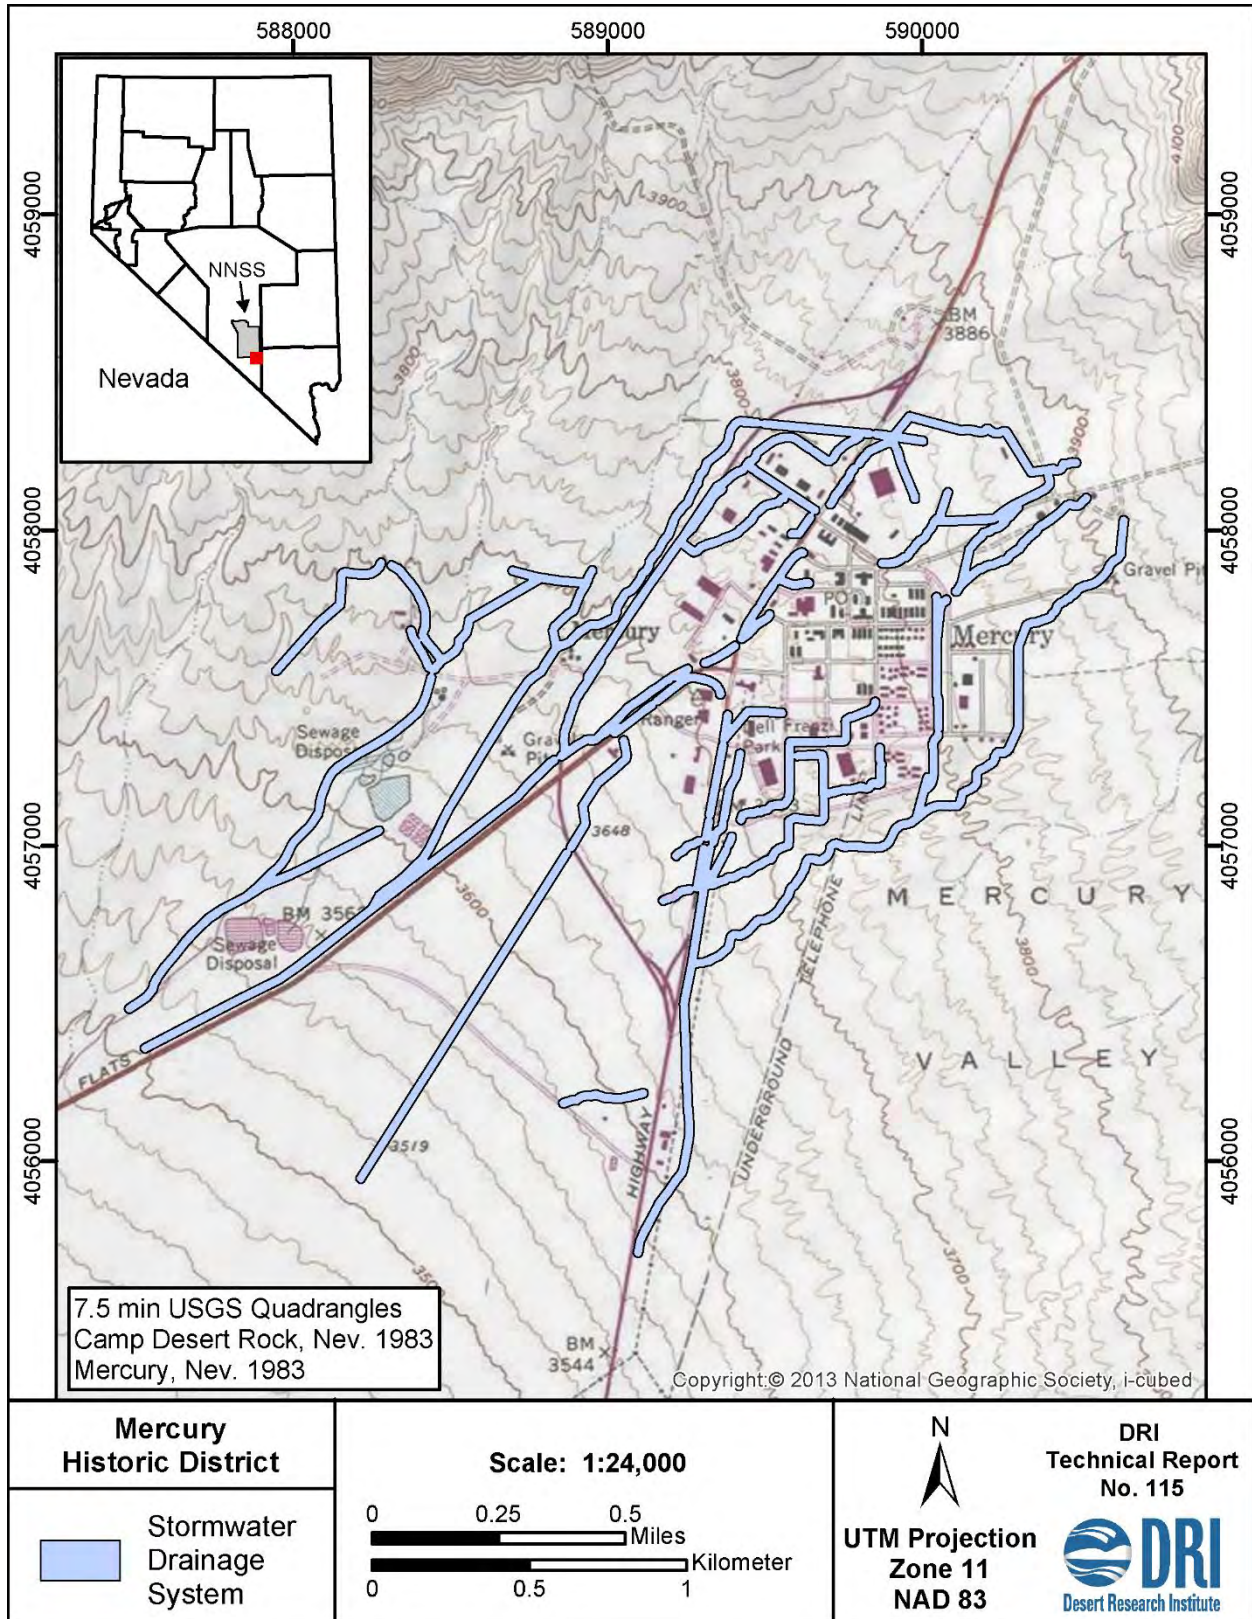 588000
589000
590000
4059000
4058000
4057000
4056000
4059000
4058000
4057000
4056000
NNSS
Nevada
3900
4100
BM
3886
3800
3800
3900
Gravel Pit
PO
Mercury
Mercury
Ranger
Park
Sewage
Gravel
Pit
3648
3600
BM
Sewage
Disposal
MERCURY
VALLEY
3800
3700
UNDERGROUND
TELEPHONE
LINE
FLATS
3519
HIGHWAY
BM
3544
7.5 min USGS Quadrangles
Camp Desert Rock, Nev. 1983
Mercury, Nev. 1983
Copyright:© 2013 National Geographic Society, i-cubed
Mercury
Historic District
Stormwater
Drainage
System
Scale: 1:24,000
0 0.25 0.5
Miles
Kilometer
0 0.5 1
N
UTM Projection
Zone 11
NAD 83
DRI
Technical Report
No. 115
DRI
Desert Research Institute